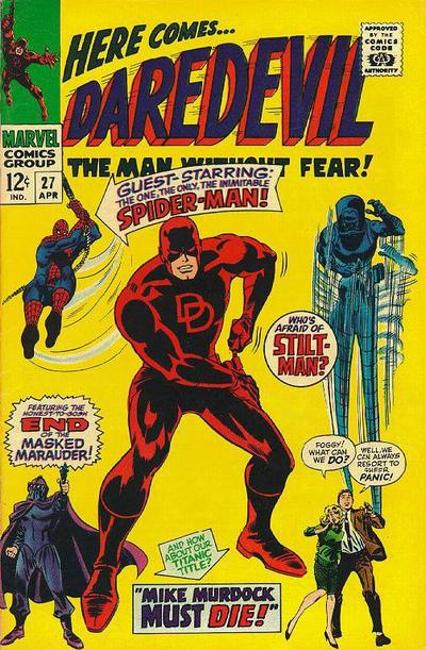 HERE COMES...
DAREDEVIL
APPROVED
BY THE
COMICS
CODE
CA
AUTHORITY
MARVEL
COMICS
GROUP
12¢
IND.
27
APR
THE MAN WITHOUT FEAR!
GUEST-STARRING:
THE ONE, THE ONLY, THE INIMITABLE
SPIDER-MAN!
DD
WHO'S
AFRAID OF
STILT-
MAN?
FEATURING THE
HONEST-TO-GOSH
END
OF THE
MASKED
MARAUDER!
FOGGY!
WHAT CAN
WE DO?
WELL, WE
CAN ALWAYS
RESORT TO
SHEER
PANIC!
AND HOW
ABOUT OUR
TITANIC
TITLE?
"MIKE MURDOCK
MUST DIE!"